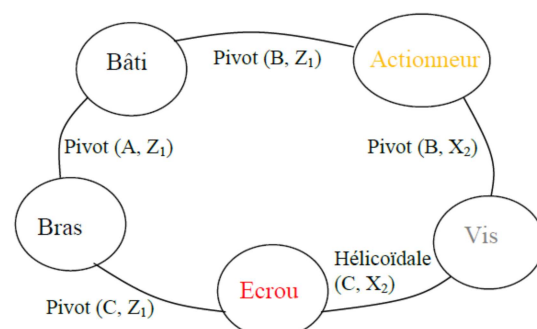 Bâti
Pivot (B, Z₁)
Actionneur
Pivot (A, Z₁)
Pivot (B, X₂)
Bras
Vis
Ecrou
Hélicoïdale
(C, X₂)
Pivot (C, Z₁)